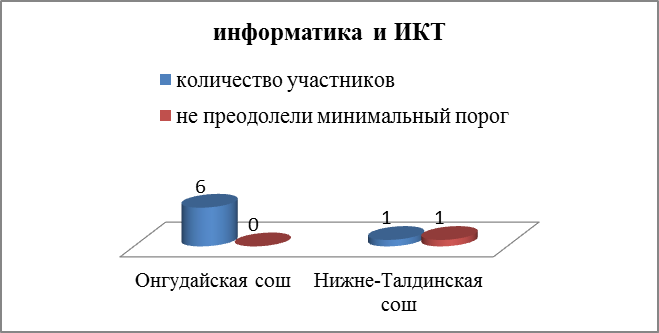 информатика и ИКТ
количество участников
не преодолели минимальный порог
6
0
1
1
Онгудайская сош
Нижне-Талдинская
сош